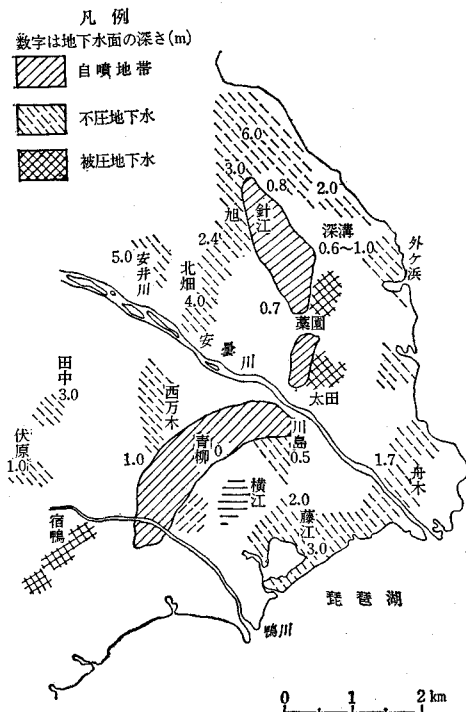 凡例
数字は地下水面の深さ(m)
自噴地帯
不圧地下水
被圧地下水
6.0
3.0
0.8
2.0
旭
針江
深溝
0.6~1.0
外ケ浜
2.4
5.0
安井川
北畑
4.0
0.7
薬園
安曇川
太田
田中
3.0
西万木
伏原
1.0
1.0
青柳
0
川島
0.5
横江
1.7
舟木
2.0
藤江
3.0
宿鴨
琵琶湖
鴨川
0 1 2km